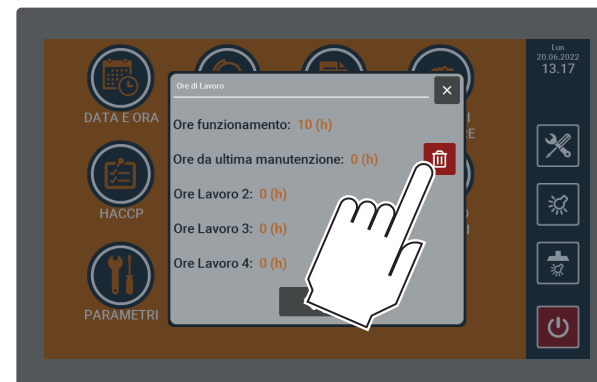 Lun
20.06.2022
13.17
DATA E ORA
Ore di Lavoro
Ore funzionamento: 10 (h)
Ore da ultima manutenzione: 0 (h)
Ore Lavoro 2: 0 (h)
HACCP
Ore Lavoro 3: 0 (h)
Ore Lavoro 4: 0 (h)
PARAMETRI